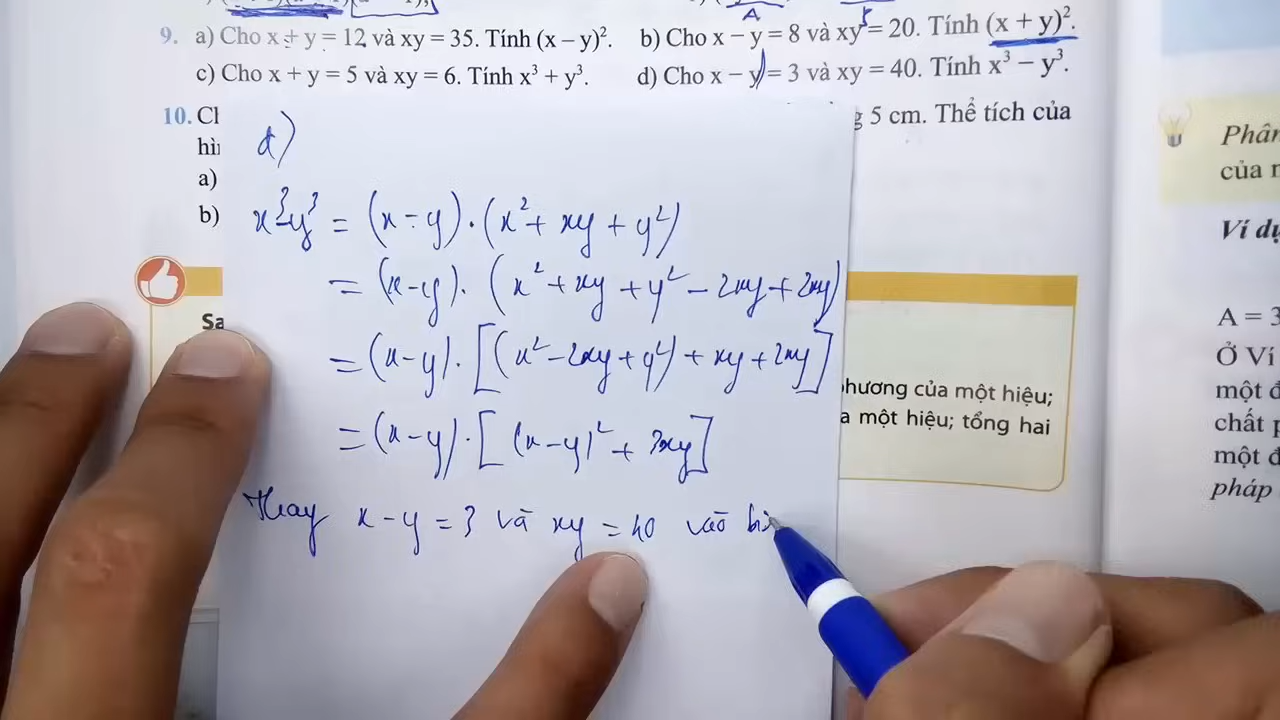 A
9. a) Cho x + y = 12 và xy = 35. Tính (x – y)². b) Cho x – y = 8 và xy = 20. Tính (x + y)².
c) Cho x + y = 5 và xy = 6. Tính x³ + y³. d) Cho x – y = 3 và xy = 40. Tính x³ – y³.
10. 5 cm. Thể tích của
a)
b)
d)
x³-y³ = (x-y).(x²+ xy + y²)
= (x-y). (x² + xy + y² - 2xy + 2xy)
= (x-y). [(x² - 2xy + y²) + xy + 2xy]
= (x-y). [(x-y)² + 3xy]
Thay x - y = 3 và xy = 40 vào
Sa
phương của một hiệu;
a một hiệu; tổng hai
Phân
của
Ví dụ
A = 3
Ở Ví
một đ
chất p
một đ
pháp